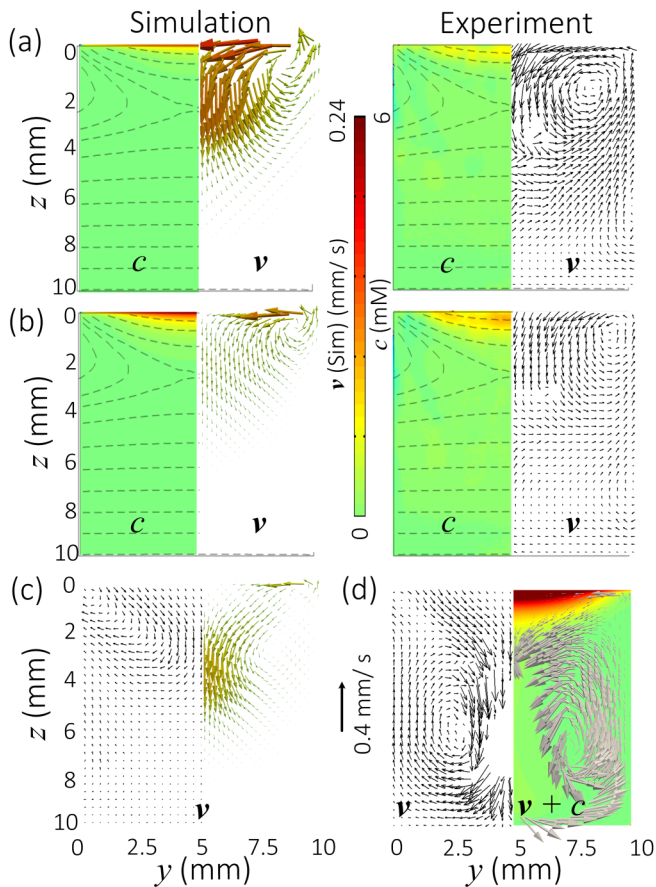 Simulation
Experiment
(a)
0
2
4
6
8
10
z (mm)
c
v
0.24
6
v (Sim) (mm/ s)
c (mM)
0
c
v
(b)
0
2
4
6
8
10
z (mm)
c
v
c
v
(c)
0
2
4
6
8
10
z (mm)
v
0.4 mm/ s
(d)
v
v + c
0 2.5 5 7.5 10
y (mm)
0 2.5 5 7.5 10
y (mm)